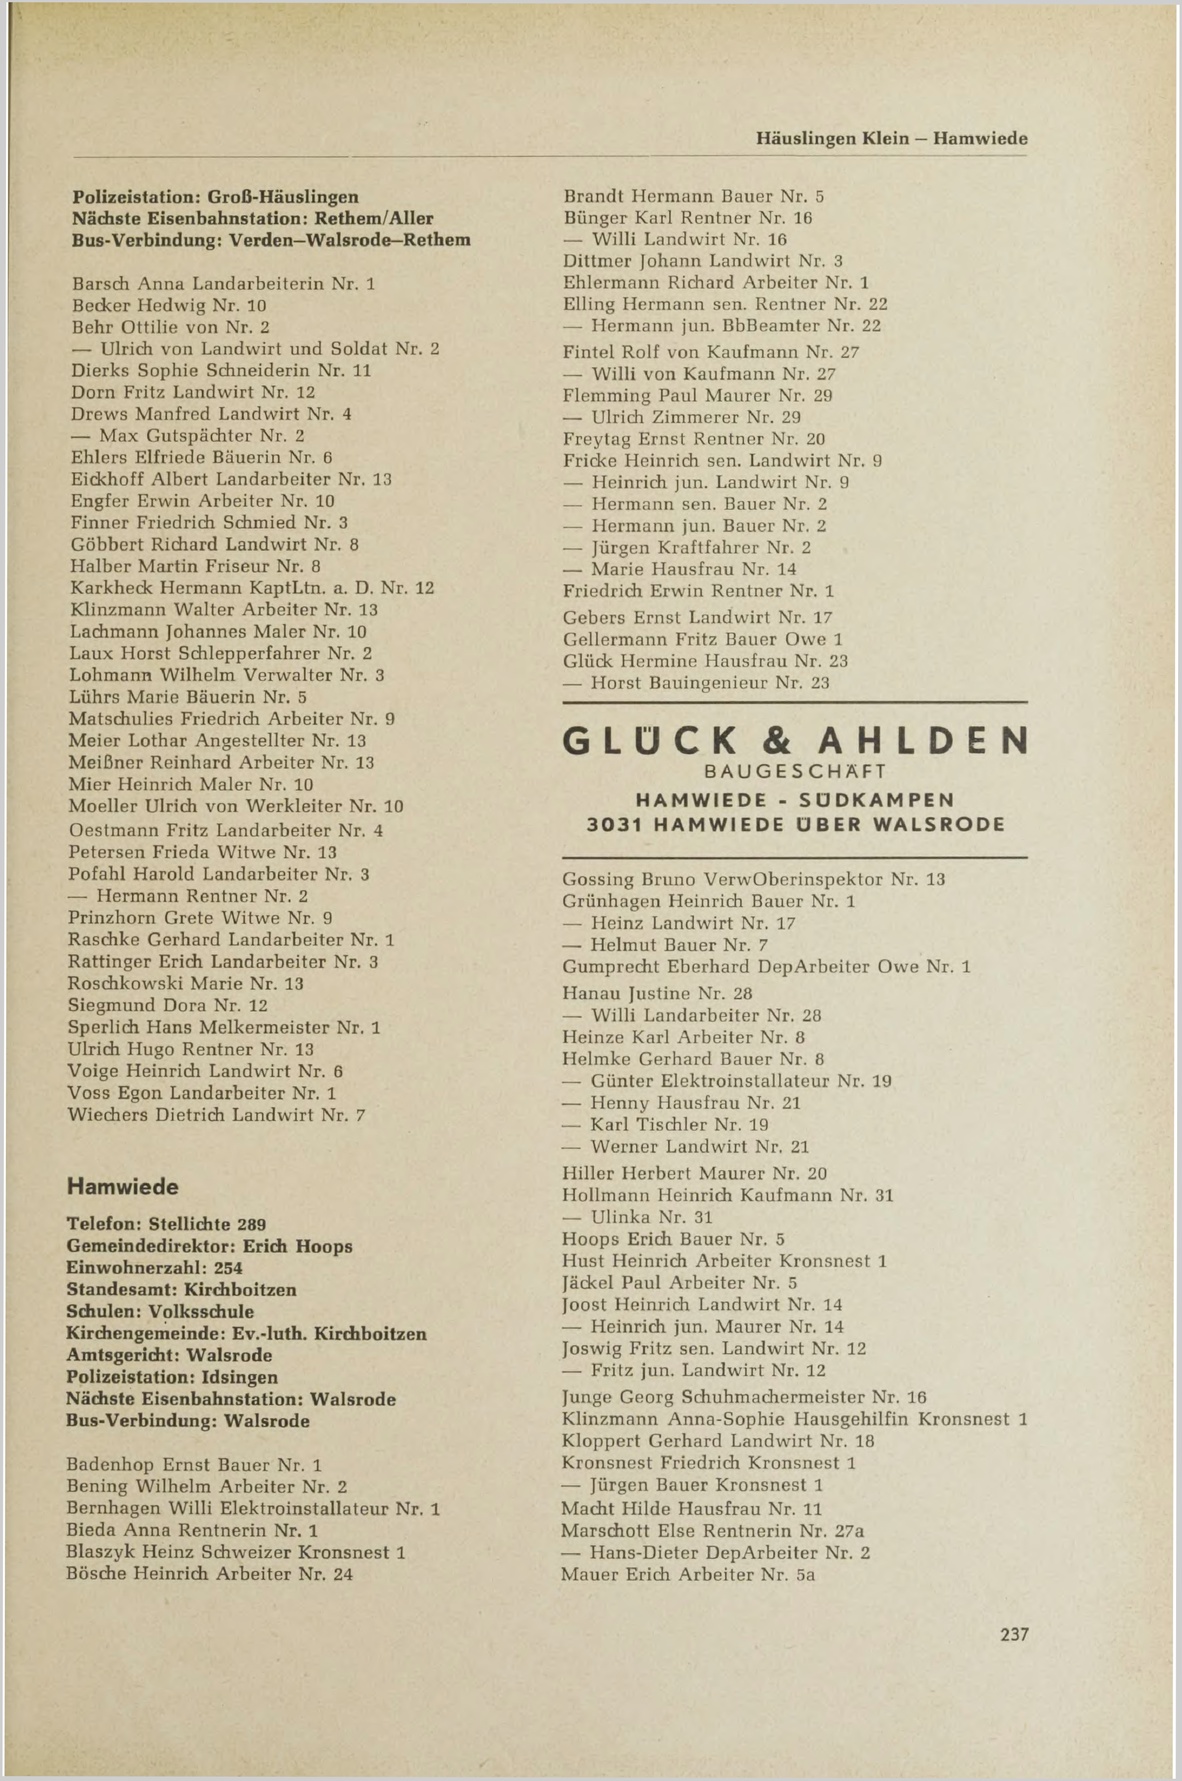 Häuslingen Klein — Hamwiede
Polizeistation: Groß-Häuslingen
Nächste Eisenbahnstation: Rethem/Aller
Bus-Verbindung: Verden—Walsrode—Rethem
Barsch Anna Landarbeiterin Nr. 1
Becker Hedwig Nr. 10
Behr Ottilie von Nr. 2
— Ulrich von Landwirt und Soldat Nr. 2
Dierks Sophie Schneiderin Nr. 11
Dorn Fritz Landwirt Nr. 12
Drews Manfred Landwirt Nr. 4
— Max Gutspächter Nr. 2
Ehlers Elfriede Bäuerin Nr. 6
Eickhoff Albert Landarbeiter Nr. 13
Engfer Erwin Arbeiter Nr. 10
Finner Friedrich Schmied Nr. 3
Göbbert Richard Landwirt Nr. 8
Halber Martin Friseur Nr. 8
Karkheck Hermann KaptLtn. a. D. Nr. 12
Klinzmann Walter Arbeiter Nr. 13
Lachmann Johannes Maler Nr. 10
Laux Horst Schlepperfahrer Nr. 2
Lohmann Wilhelm Verwalter Nr. 3
Lührs Marie Bäuerin Nr. 5
Matschulies Friedrich Arbeiter Nr. 9
Meier Lothar Angestellter Nr. 13
Meißner Reinhard Arbeiter Nr. 13
Mier Heinrich Maler Nr. 10
Moeller Ulrich von Werkleiter Nr. 10
Oestmann Fritz Landarbeiter Nr. 4
Petersen Frieda Witwe Nr. 13
Pofahl Harold Landarbeiter Nr. 3
— Hermann Rentner Nr. 2
Prinzhorn Grete Witwe Nr. 9
Raschke Gerhard Landarbeiter Nr. 1
Rattinger Erich Landarbeiter Nr. 3
Roschkowski Marie Nr. 13
Siegmund Dora Nr. 12
Sperlich Hans Melkermeister Nr. 1
Ulrich Hugo Rentner Nr. 13
Voige Heinrich Landwirt Nr. 6
Voss Egon Landarbeiter Nr. 1
Wiechers Dietrich Landwirt Nr. 7
Hamwiede
Telefon: Stellichte 289
Gemeindedirektor: Erich Hoops
Einwohnerzahl: 254
Standesamt: Kirchboitzen
Schulen: Volksschule
Kirchengemeinde: Ev.-luth. Kirchboitzen
Amtsgericht: Walsrode
Polizeistation: Idsingen
Nächste Eisenbahnstation: Walsrode
Bus-Verbindung: Walsrode
Badenhop Ernst Bauer Nr. 1
Bening Wilhelm Arbeiter Nr. 2
Bernhagen Willi Elektroinstallateur Nr. 1
Bieda Anna Rentnerin Nr. 1
Blaszyk Heinz Schweizer Kronsnest 1
Bösche Heinrich Arbeiter Nr. 24
Brandt Hermann Bauer Nr. 5
Bünger Karl Rentner Nr. 16
— Willi Landwirt Nr. 16
Dittmer Johann Landwirt Nr. 3
Ehlermann Richard Arbeiter Nr. 1
Elling Hermann sen. Rentner Nr. 22
— Hermann jun. BbBeamter Nr. 22
Fintel Rolf von Kaufmann Nr. 27
— Willi von Kaufmann Nr. 27
Flemming Paul Maurer Nr. 29
— Ulrich Zimmerer Nr. 29
Freytag Ernst Rentner Nr. 20
Fricke Heinrich sen. Landwirt Nr. 9
— Heinrich jun. Landwirt Nr. 9
— Hermann sen. Bauer Nr. 2
— Hermann jun. Bauer Nr. 2
— Jürgen Kraftfahrer Nr. 2
— Marie Hausfrau Nr. 14
Friedrich Erwin Rentner Nr. 1
Gebers Ernst Landwirt Nr. 17
Gellermann Fritz Bauer Owe 1
Glück Hermine Hausfrau Nr. 23
— Horst Bauingenieur Nr. 23
GLÜCK & AHLDEN
BAUGESCHÄFT
HAMWIEDE - SÜDKAMPEN
3031 HAMWIEDE ÜBER WALSRODE
Gossing Bruno VerwOberinspektor Nr. 13
Grünhagen Heinrich Bauer Nr. 1
— Heinz Landwirt Nr. 17
— Helmut Bauer Nr. 7
Gumprecht Eberhard DepArbeiter Owe Nr. 1
Hanau Justine Nr. 28
— Willi Landarbeiter Nr. 28
Heinze Karl Arbeiter Nr. 8
Helmke Gerhard Bauer Nr. 8
— Günter Elektroinstallateur Nr. 19
— Henny Hausfrau Nr. 21
— Karl Tischler Nr. 19
— Werner Landwirt Nr. 21
Hiller Herbert Maurer Nr. 20
Hollmann Heinrich Kaufmann Nr. 31
— Ulinka Nr. 31
Hoops Erich Bauer Nr. 5
Hust Heinrich Arbeiter Kronsnest 1
Jäckel Paul Arbeiter Nr. 5
Joost Heinrich Landwirt Nr. 14
— Heinrich jun. Maurer Nr. 14
Joswig Fritz sen. Landwirt Nr. 12
— Fritz jun. Landwirt Nr. 12
Junge Georg Schuhmachermeister Nr. 16
Klinzmann Anna-Sophie Hausgehilfin Kronsnest 1
Kloppert Gerhard Landwirt Nr. 18
Kronsnest Friedrich Kronsnest 1
— Jürgen Bauer Kronsnest 1
Macht Hilde Hausfrau Nr. 11
Marschott Else Rentnerin Nr. 27a
— Hans-Dieter DepArbeiter Nr. 2
Mauer Erich Arbeiter Nr. 5a
237